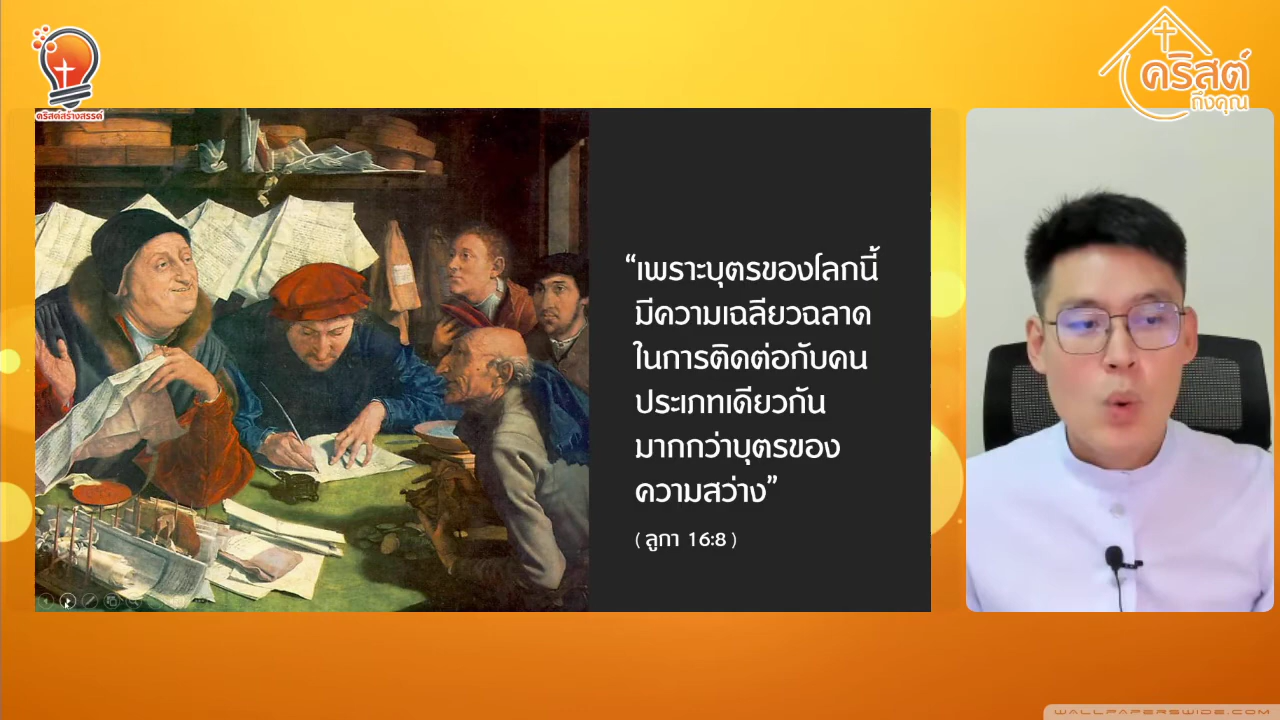 คริสต์สร้างสรรค์
คริสต์
ถึงคุณ
“เพราะบุตรของโลกนี้
มีความเฉลียวฉลาด
ในการติดต่อกับคน
ประเภทเดียวกัน
มากกว่าบุตรของ
ความสว่าง”
( ลูกา 16:8 )
WALLPAPERSWIDE.COM